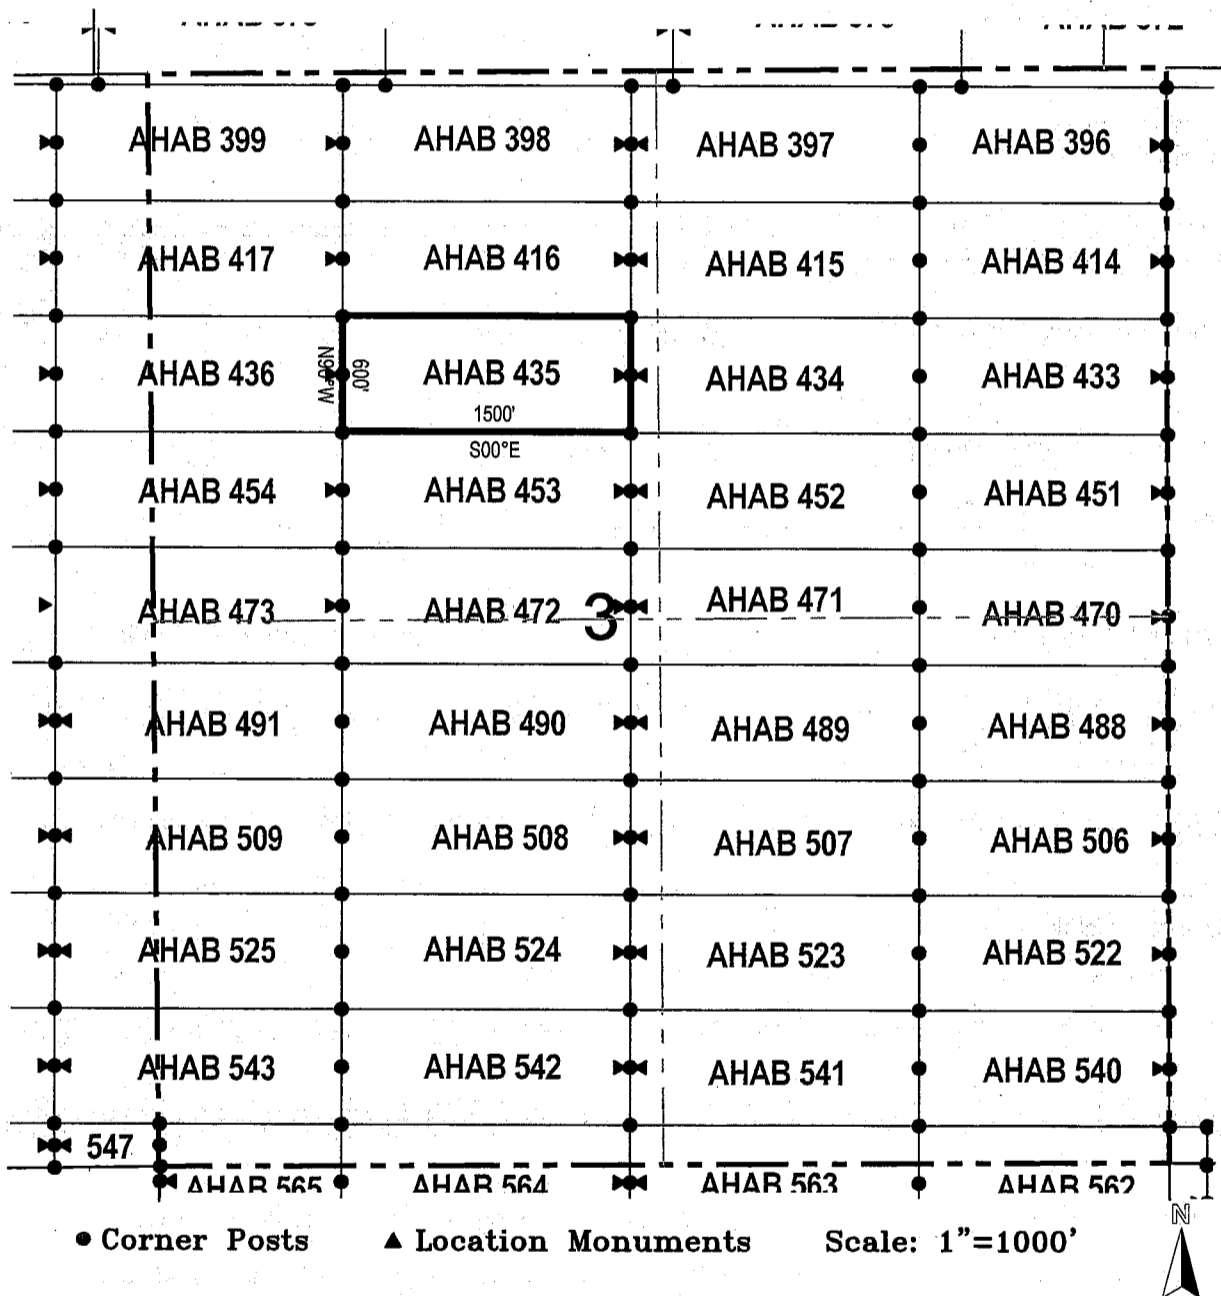 AHAB 399 AHAB 398 AHAB 397 AHAB 396
AHAB 417 AHAB 416 AHAB 415 AHAB 414
N90°W 600' AHAB 436 AHAB 435 AHAB 434 AHAB 433
1500'
S00°E
AHAB 454 AHAB 453 AHAB 452 AHAB 451
AHAB 473 AHAB 472 3 AHAB 471 AHAB 470
AHAB 491 AHAB 490 AHAB 489 AHAB 488
AHAB 509 AHAB 508 AHAB 507 AHAB 506
AHAB 525 AHAB 524 AHAB 523 AHAB 522
AHAB 543 AHAB 542 AHAB 541 AHAB 540
547
AHAB 565 AHAB 564 AHAB 563 AHAB 562
N
● Corner Posts ▲ Location Monuments Scale: 1"=1000'